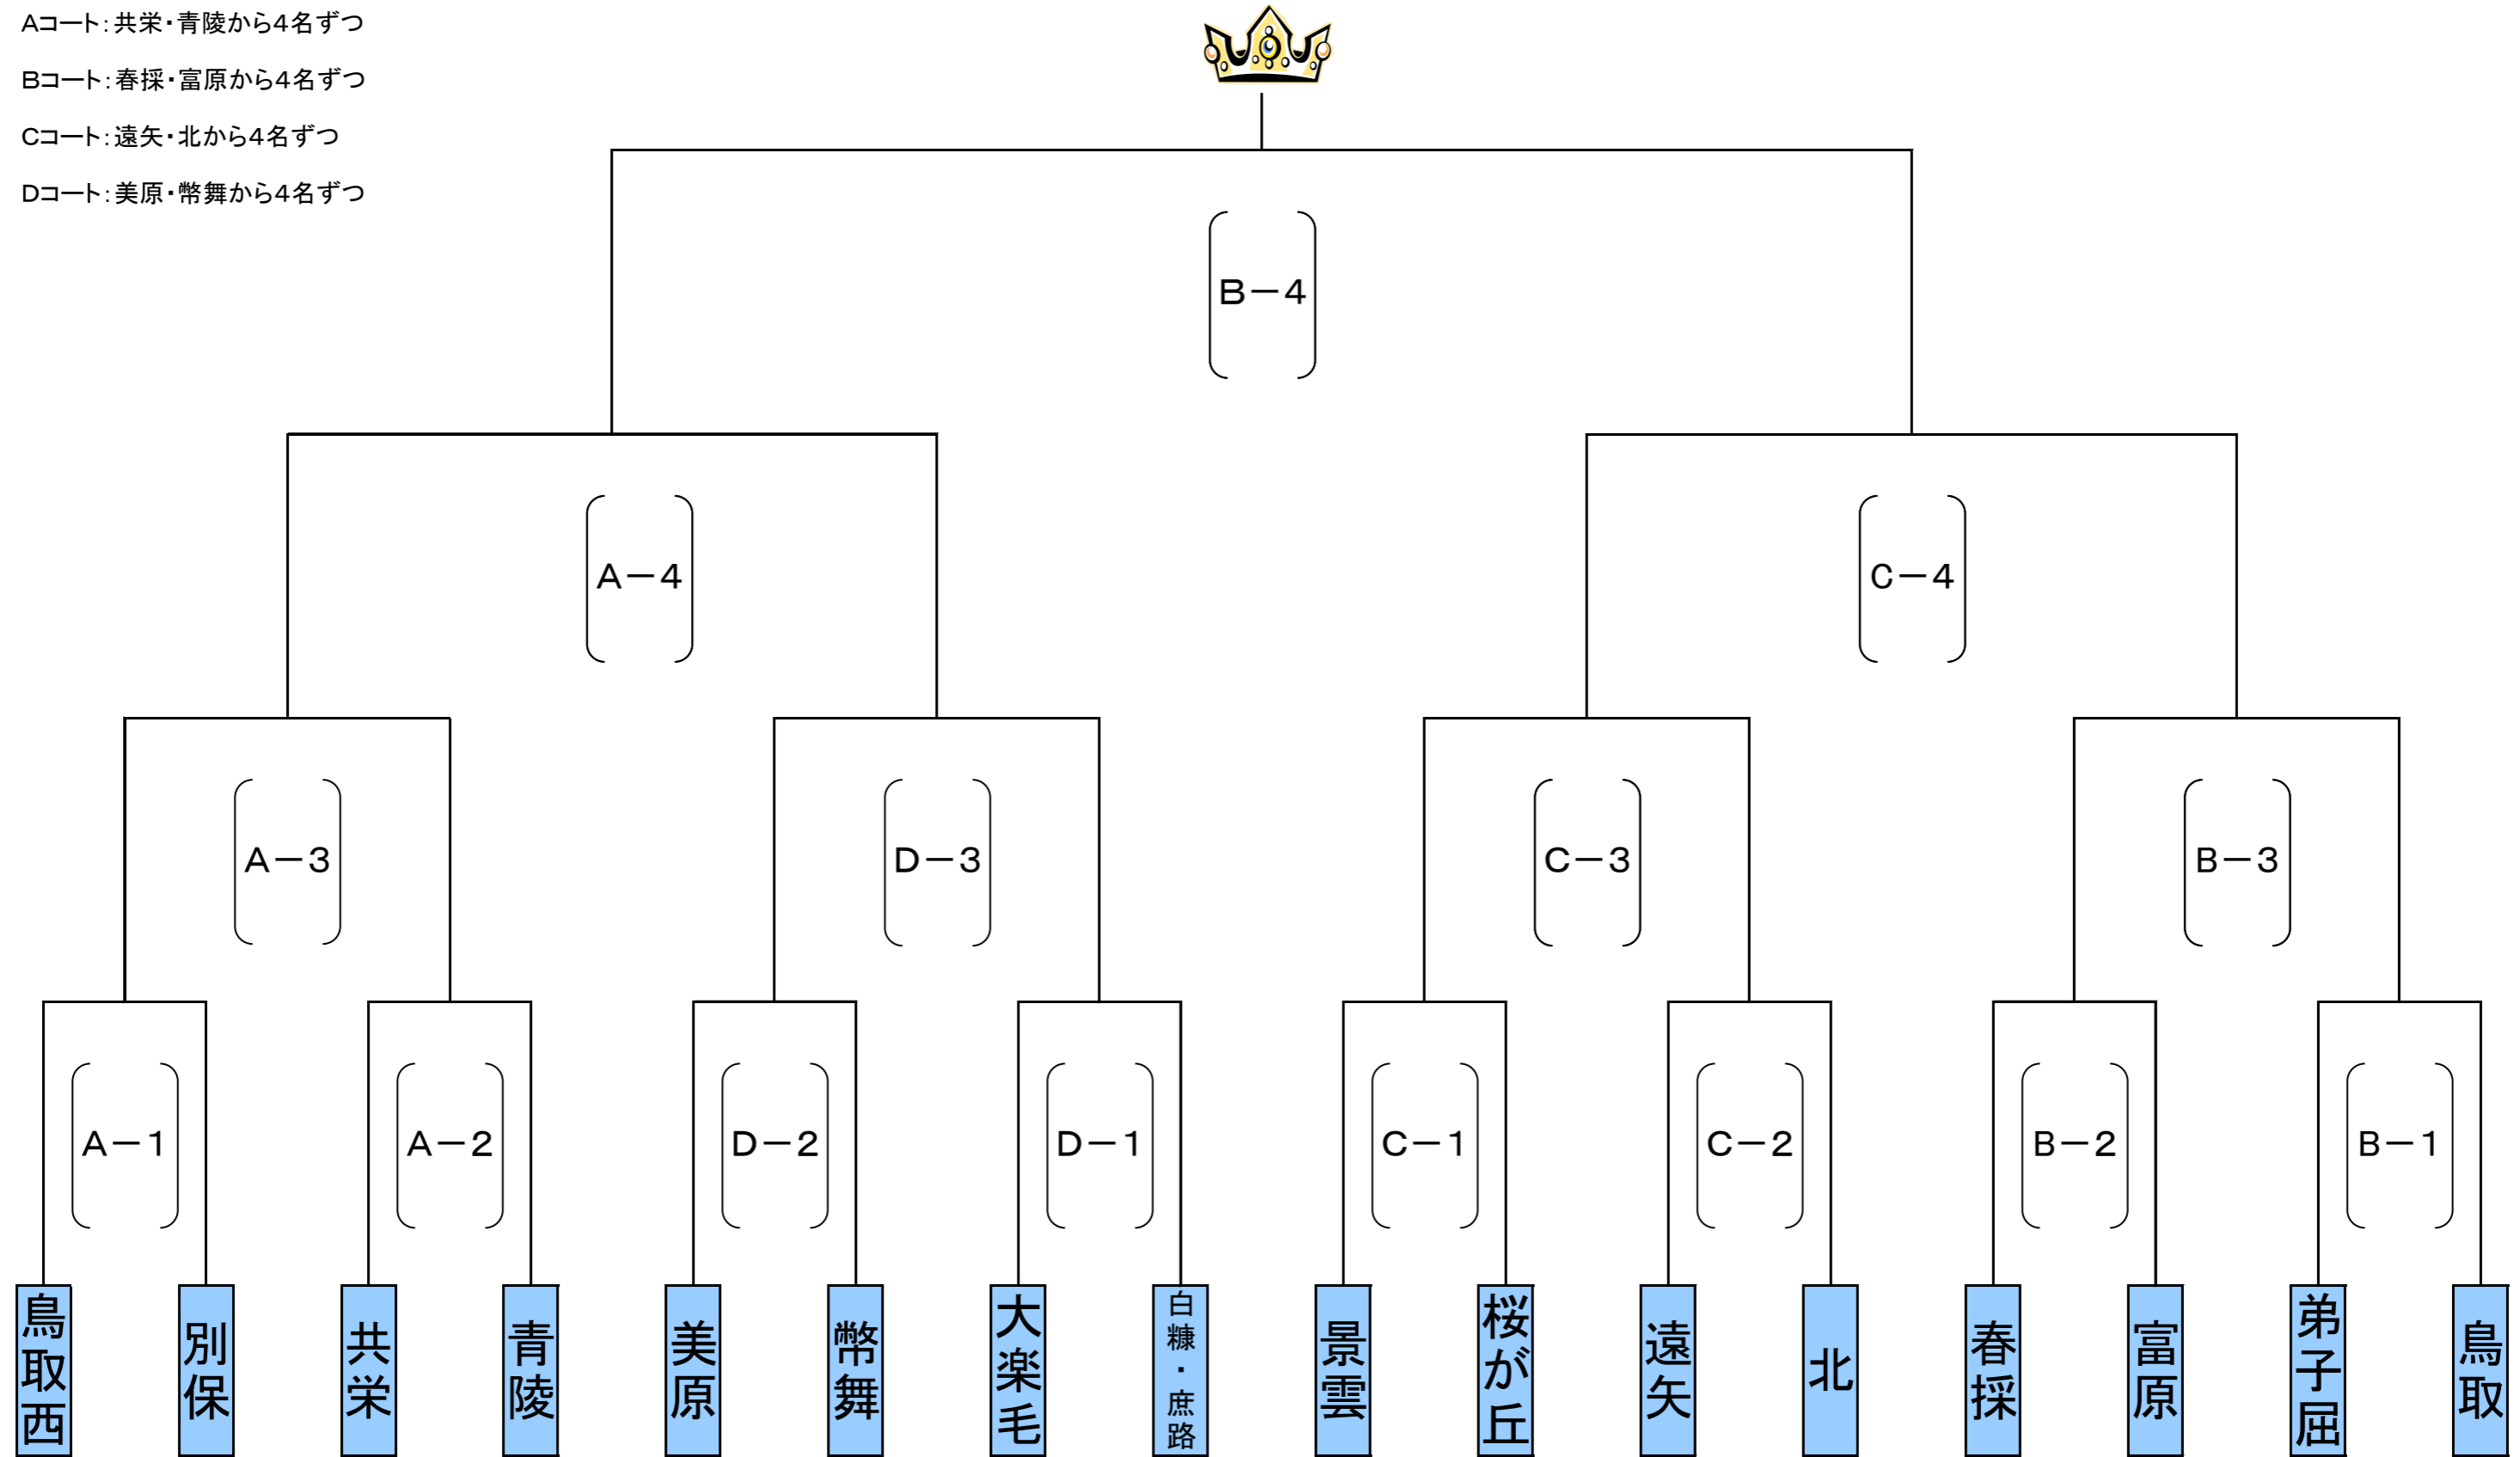 Aコート：共栄・青陵から４名ずつ
Bコート：春採・富原から４名ずつ
Cコート：遠矢・北から４名ずつ
Dコート：美原・幣舞から４名ずつ
B－4
A－4
C－4
A－3
D－3
C－3
B－3
A－1
A－2
D－2
D－1
C－1
C－2
B－2
B－1
鳥取西
別保
共栄
青陵
美原
幣舞
大楽毛
白糠・庶路
景雲
桜が丘
遠矢
北
春採
富原
弟子屈
鳥取